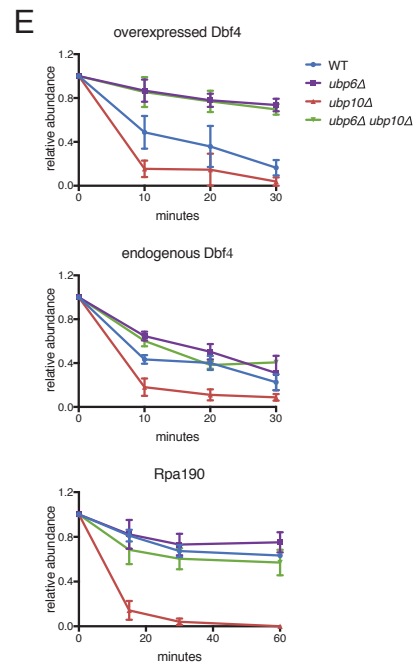 E
overexpressed Dbf4
1.2
0.8
0.4
0.0
relative abundance
0 10 20 30
minutes
WT
ubp6Δ
ubp10Δ
ubp6Δ ubp10Δ
endogenous Dbf4
1.2
0.8
0.4
0.0
relative abundance
0 10 20 30
minutes
Rpa190
1.2
0.8
0.4
0.0
relative abundance
0 20 40 60
minutes